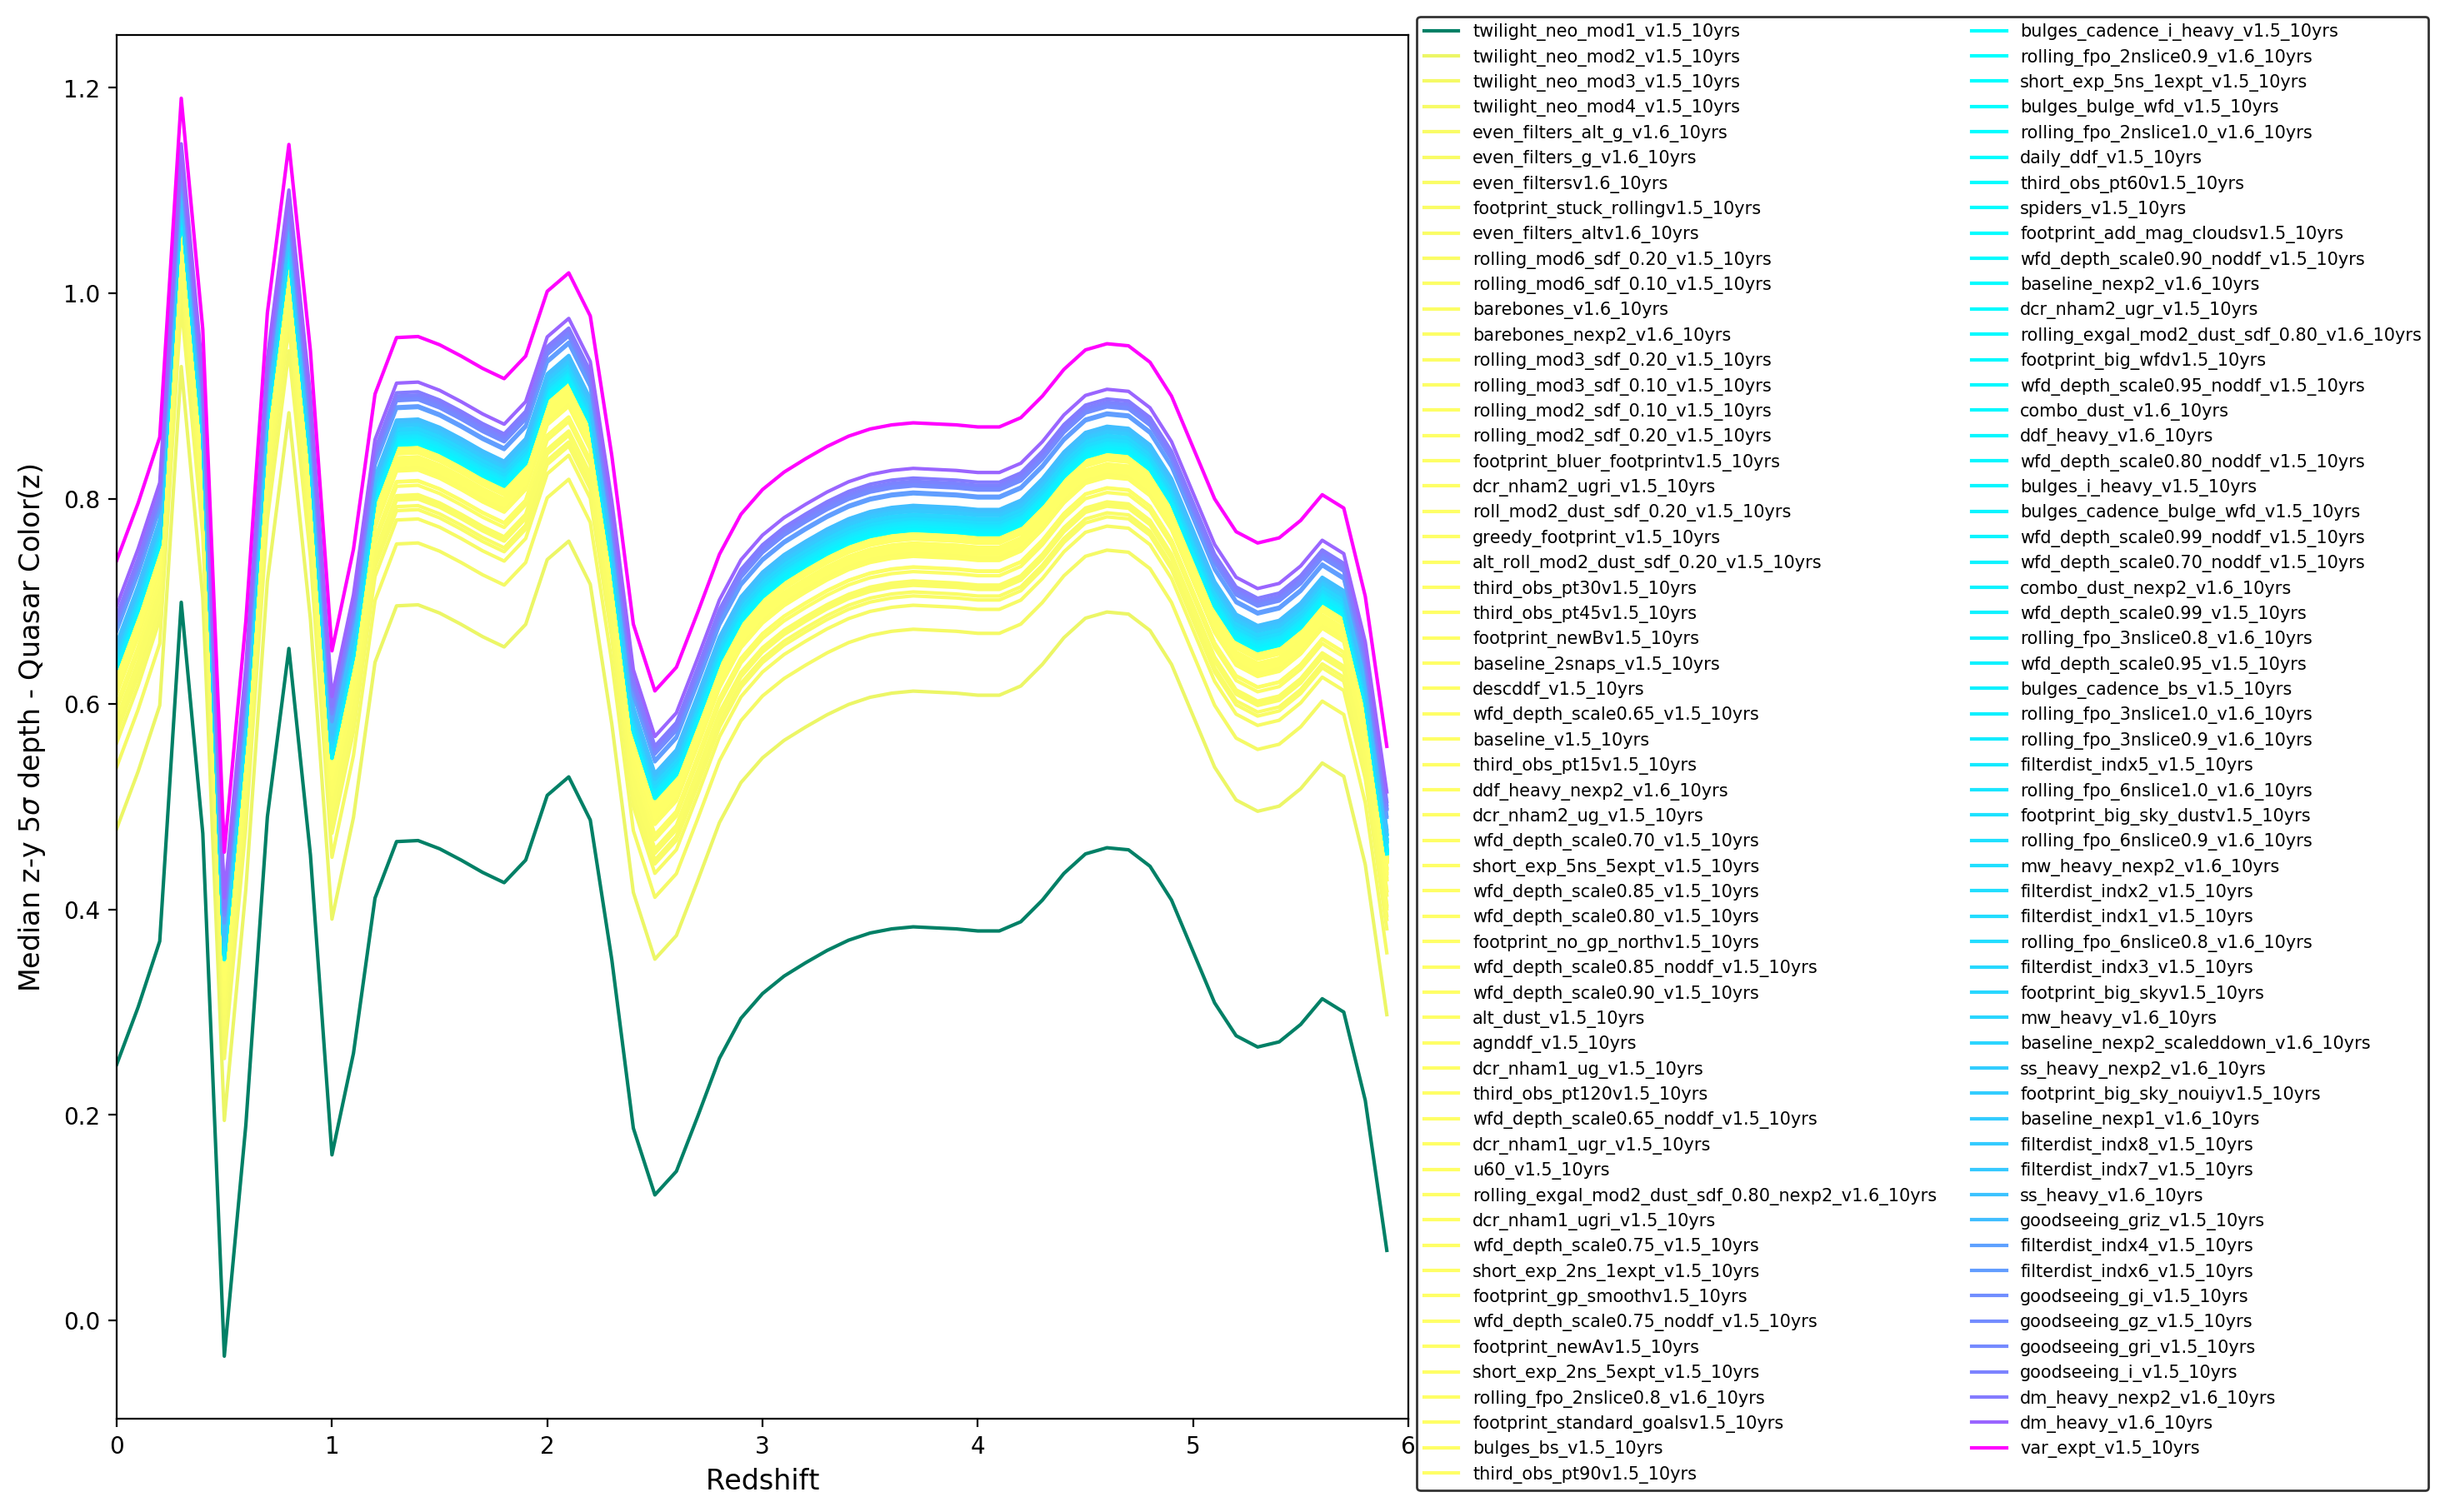 1.2
1.0
0.8
0.6
0.4
0.2
0.0
Median z-y 5σ depth - Quasar Color(z)
0
1
2
3
4
5
6
Redshift
twilight_neo_mod1_v1.5_10yrs
twilight_neo_mod2_v1.5_10yrs
twilight_neo_mod3_v1.5_10yrs
twilight_neo_mod4_v1.5_10yrs
even_filters_alt_g_v1.6_10yrs
even_filters_g_v1.6_10yrs
even_filtersv1.6_10yrs
footprint_stuck_rollingv1.5_10yrs
even_filters_altv1.6_10yrs
rolling_mod6_sdf_0.20_v1.5_10yrs
rolling_mod6_sdf_0.10_v1.5_10yrs
barebones_v1.6_10yrs
barebones_nexp2_v1.6_10yrs
rolling_mod3_sdf_0.20_v1.5_10yrs
rolling_mod3_sdf_0.10_v1.5_10yrs
rolling_mod2_sdf_0.10_v1.5_10yrs
rolling_mod2_sdf_0.20_v1.5_10yrs
footprint_bluer_footprintv1.5_10yrs
dcr_nham2_ugri_v1.5_10yrs
roll_mod2_dust_sdf_0.20_v1.5_10yrs
greedy_footprint_v1.5_10yrs
alt_roll_mod2_dust_sdf_0.20_v1.5_10yrs
third_obs_pt30v1.5_10yrs
third_obs_pt45v1.5_10yrs
footprint_newBv1.5_10yrs
baseline_2snaps_v1.5_10yrs
descddf_v1.5_10yrs
wfd_depth_scale0.65_v1.5_10yrs
baseline_v1.5_10yrs
third_obs_pt15v1.5_10yrs
ddf_heavy_nexp2_v1.6_10yrs
dcr_nham2_ug_v1.5_10yrs
wfd_depth_scale0.70_v1.5_10yrs
short_exp_5ns_5expt_v1.5_10yrs
wfd_depth_scale0.85_v1.5_10yrs
wfd_depth_scale0.80_v1.5_10yrs
footprint_no_gp_northv1.5_10yrs
wfd_depth_scale0.85_noddf_v1.5_10yrs
wfd_depth_scale0.90_v1.5_10yrs
alt_dust_v1.5_10yrs
agnddf_v1.5_10yrs
dcr_nham1_ug_v1.5_10yrs
third_obs_pt120v1.5_10yrs
wfd_depth_scale0.65_noddf_v1.5_10yrs
dcr_nham1_ugr_v1.5_10yrs
u60_v1.5_10yrs
rolling_exgal_mod2_dust_sdf_0.80_nexp2_v1.6_10yrs
dcr_nham1_ugri_v1.5_10yrs
wfd_depth_scale0.75_v1.5_10yrs
short_exp_2ns_1expt_v1.5_10yrs
footprint_gp_smoothv1.5_10yrs
wfd_depth_scale0.75_noddf_v1.5_10yrs
footprint_newAv1.5_10yrs
short_exp_2ns_5expt_v1.5_10yrs
rolling_fpo_2nslice0.8_v1.6_10yrs
footprint_standard_goalsv1.5_10yrs
bulges_bs_v1.5_10yrs
third_obs_pt90v1.5_10yrs
bulges_cadence_i_heavy_v1.5_10yrs
rolling_fpo_2nslice0.9_v1.6_10yrs
short_exp_5ns_1expt_v1.5_10yrs
bulges_bulge_wfd_v1.5_10yrs
rolling_fpo_2nslice1.0_v1.6_10yrs
daily_ddf_v1.5_10yrs
third_obs_pt60v1.5_10yrs
spiders_v1.5_10yrs
footprint_add_mag_cloudsv1.5_10yrs
wfd_depth_scale0.90_noddf_v1.5_10yrs
baseline_nexp2_v1.6_10yrs
dcr_nham2_ugr_v1.5_10yrs
rolling_exgal_mod2_dust_sdf_0.80_v1.6_10yrs
footprint_big_wfdv1.5_10yrs
wfd_depth_scale0.95_noddf_v1.5_10yrs
combo_dust_v1.6_10yrs
ddf_heavy_v1.6_10yrs
wfd_depth_scale0.80_noddf_v1.5_10yrs
bulges_i_heavy_v1.5_10yrs
bulges_cadence_bulge_wfd_v1.5_10yrs
wfd_depth_scale0.99_noddf_v1.5_10yrs
wfd_depth_scale0.70_noddf_v1.5_10yrs
combo_dust_nexp2_v1.6_10yrs
wfd_depth_scale0.99_v1.5_10yrs
rolling_fpo_3nslice0.8_v1.6_10yrs
wfd_depth_scale0.95_v1.5_10yrs
bulges_cadence_bs_v1.5_10yrs
rolling_fpo_3nslice1.0_v1.6_10yrs
rolling_fpo_3nslice0.9_v1.6_10yrs
filterdist_indx5_v1.5_10yrs
rolling_fpo_6nslice1.0_v1.6_10yrs
footprint_big_sky_dustv1.5_10yrs
rolling_fpo_6nslice0.9_v1.6_10yrs
mw_heavy_nexp2_v1.6_10yrs
filterdist_indx2_v1.5_10yrs
filterdist_indx1_v1.5_10yrs
rolling_fpo_6nslice0.8_v1.6_10yrs
filterdist_indx3_v1.5_10yrs
footprint_big_skyv1.5_10yrs
mw_heavy_v1.6_10yrs
baseline_nexp2_scaleddown_v1.6_10yrs
ss_heavy_nexp2_v1.6_10yrs
footprint_big_sky_nouiyv1.5_10yrs
baseline_nexp1_v1.6_10yrs
filterdist_indx8_v1.5_10yrs
filterdist_indx7_v1.5_10yrs
ss_heavy_v1.6_10yrs
goodseeing_griz_v1.5_10yrs
filterdist_indx4_v1.5_10yrs
filterdist_indx6_v1.5_10yrs
goodseeing_gi_v1.5_10yrs
goodseeing_gz_v1.5_10yrs
goodseeing_gri_v1.5_10yrs
goodseeing_i_v1.5_10yrs
dm_heavy_nexp2_v1.6_10yrs
dm_heavy_v1.6_10yrs
var_expt_v1.5_10yrs